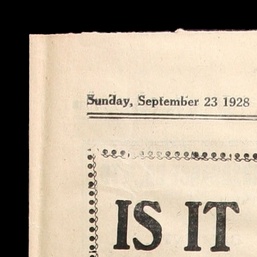 Sunday, September 23 1928
IS IT